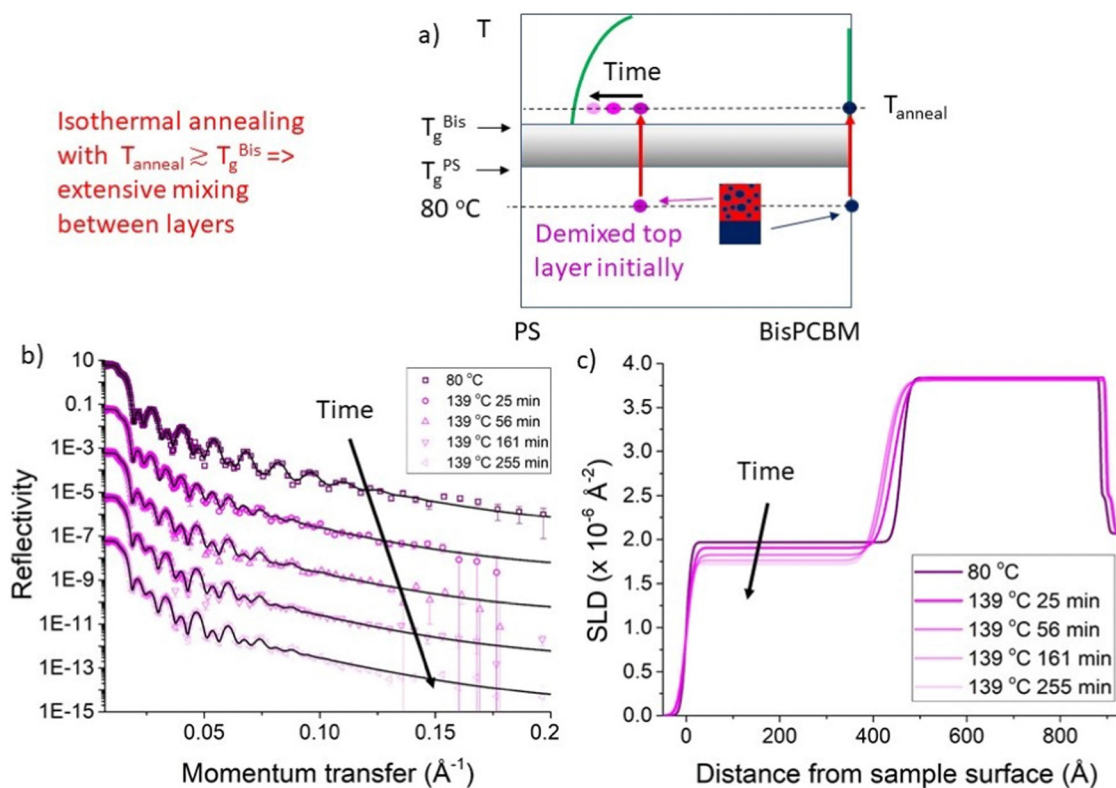 a)
T
Time
Isothermal annealing
with T_anneal ≳ T_g^Bis =>
extensive mixing
between layers
T_g^Bis
T_anneal
T_g^PS
80 °C
Demixed top
layer initially
PS
BisPCBM
b)
Reflectivity
10
0.1
1E-3
1E-5
1E-7
1E-9
1E-11
1E-13
1E-15
Time
80 °C
139 °C 25 min
139 °C 56 min
139 °C 161 min
139 °C 255 min
0.05
0.10
0.15
0.2
Momentum transfer (Å⁻¹)
c)
SLD (x 10⁻⁶ Å⁻²)
4.0
3.5
3.0
2.5
2.0
1.5
1.0
0.5
0.0
Time
80 °C
139 °C 25 min
139 °C 56 min
139 °C 161 min
139 °C 255 min
0
200
400
600
800
Distance from sample surface (Å)